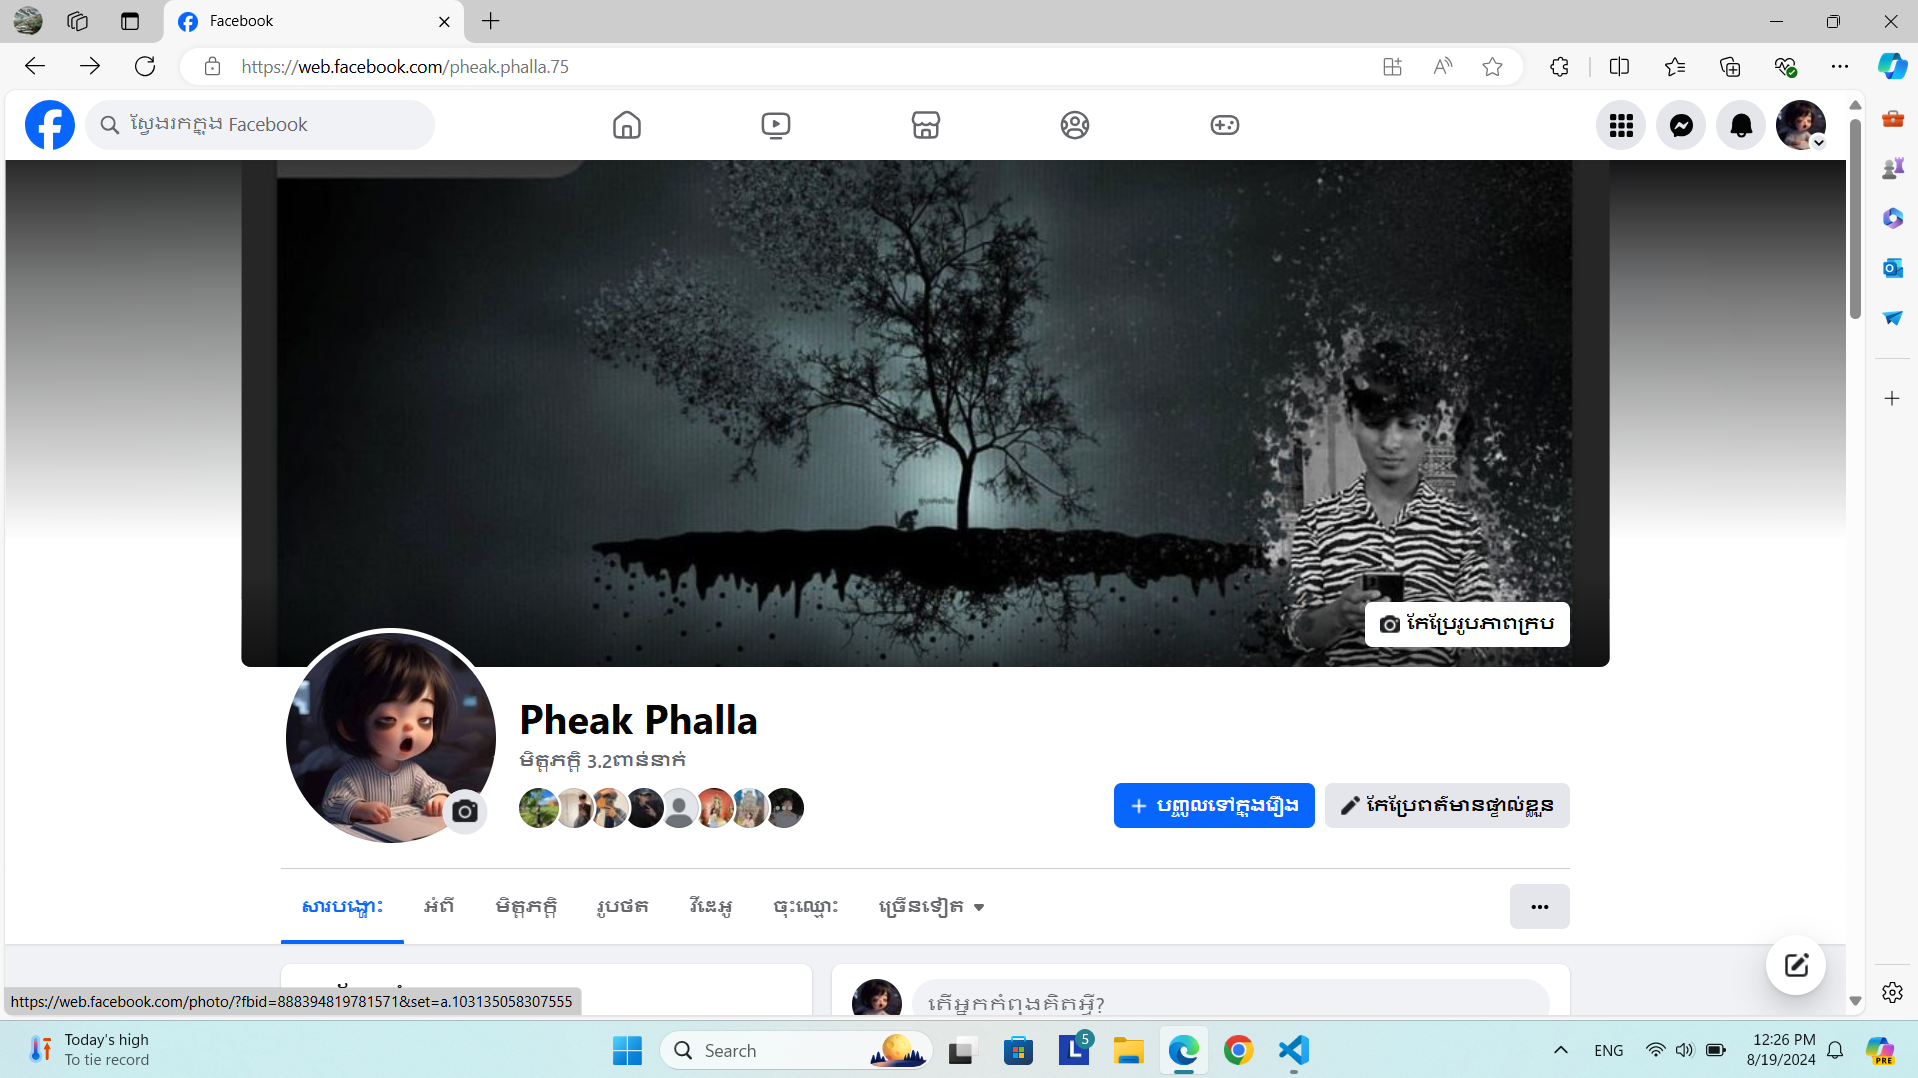 Facebook
https://web.facebook.com/pheak.phalla.75
ស្វែងរកក្នុង Facebook
កែប្រែរូបភាពក្រប
Pheak Phalla
មិត្តភក្តិ 3.2ពាន់នាក់
បញ្ចូលទៅក្នុងរឿង
កែប្រែពត៌មានផ្ទាល់ខ្លួន
សារបង្ហោះ
អំពី
មិត្តភក្តិ
រូបថត
វីដេអូ
ចុះឈ្មោះ
ច្រើនទៀត
តើអ្នកកំពុងគិតអ្វី?
https://web.facebook.com/photo/?fbid=888394819781571&set=a.103135058307555
Today's high
To tie record
Search
5
ENG
12:26 PM
8/19/2024
PRE